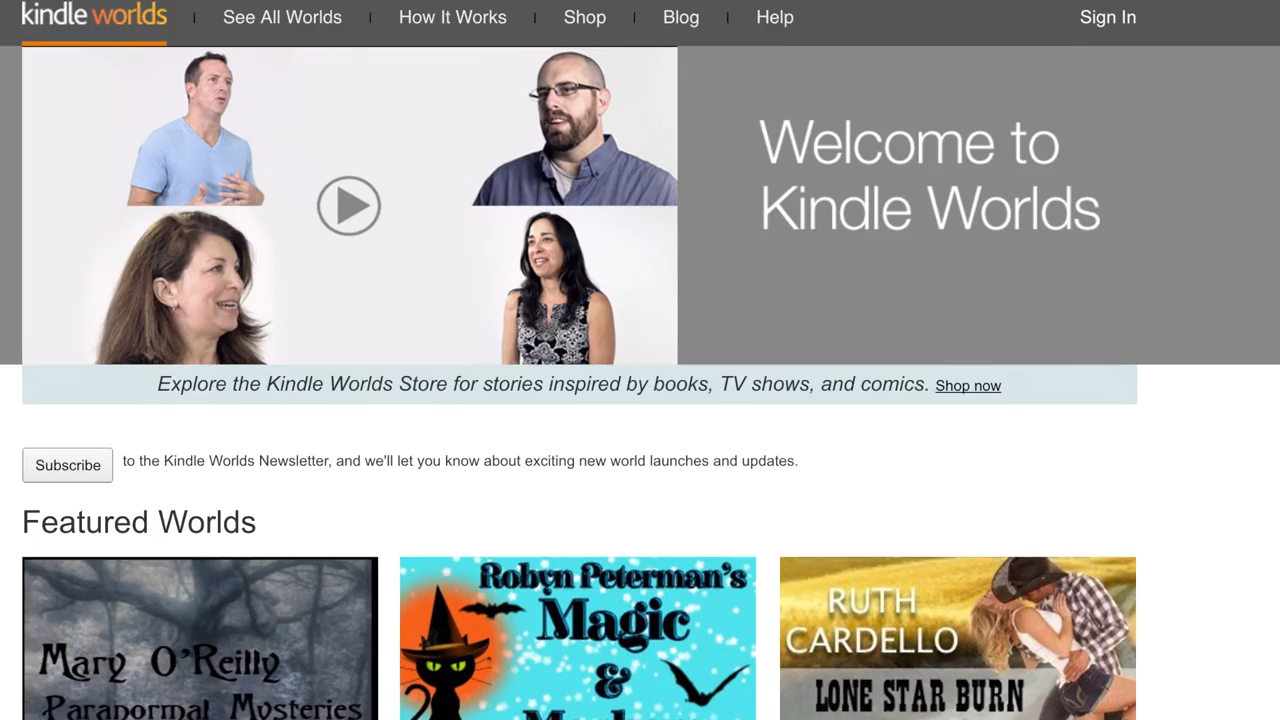 kindle worlds
See All Worlds
How It Works
Shop
Blog
Help
Sign In
Welcome to
Kindle Worlds
Explore the Kindle Worlds Store for stories inspired by books, TV shows, and comics. Shop now
Subscribe to the Kindle Worlds Newsletter, and we'll let you know about exciting new world launches and updates.
Featured Worlds
Mary O'Reilly
Paranormal Mysteries
Robyn Peterman's
Magic
&
RUTH
CARDELLO
LONE STAR BURN